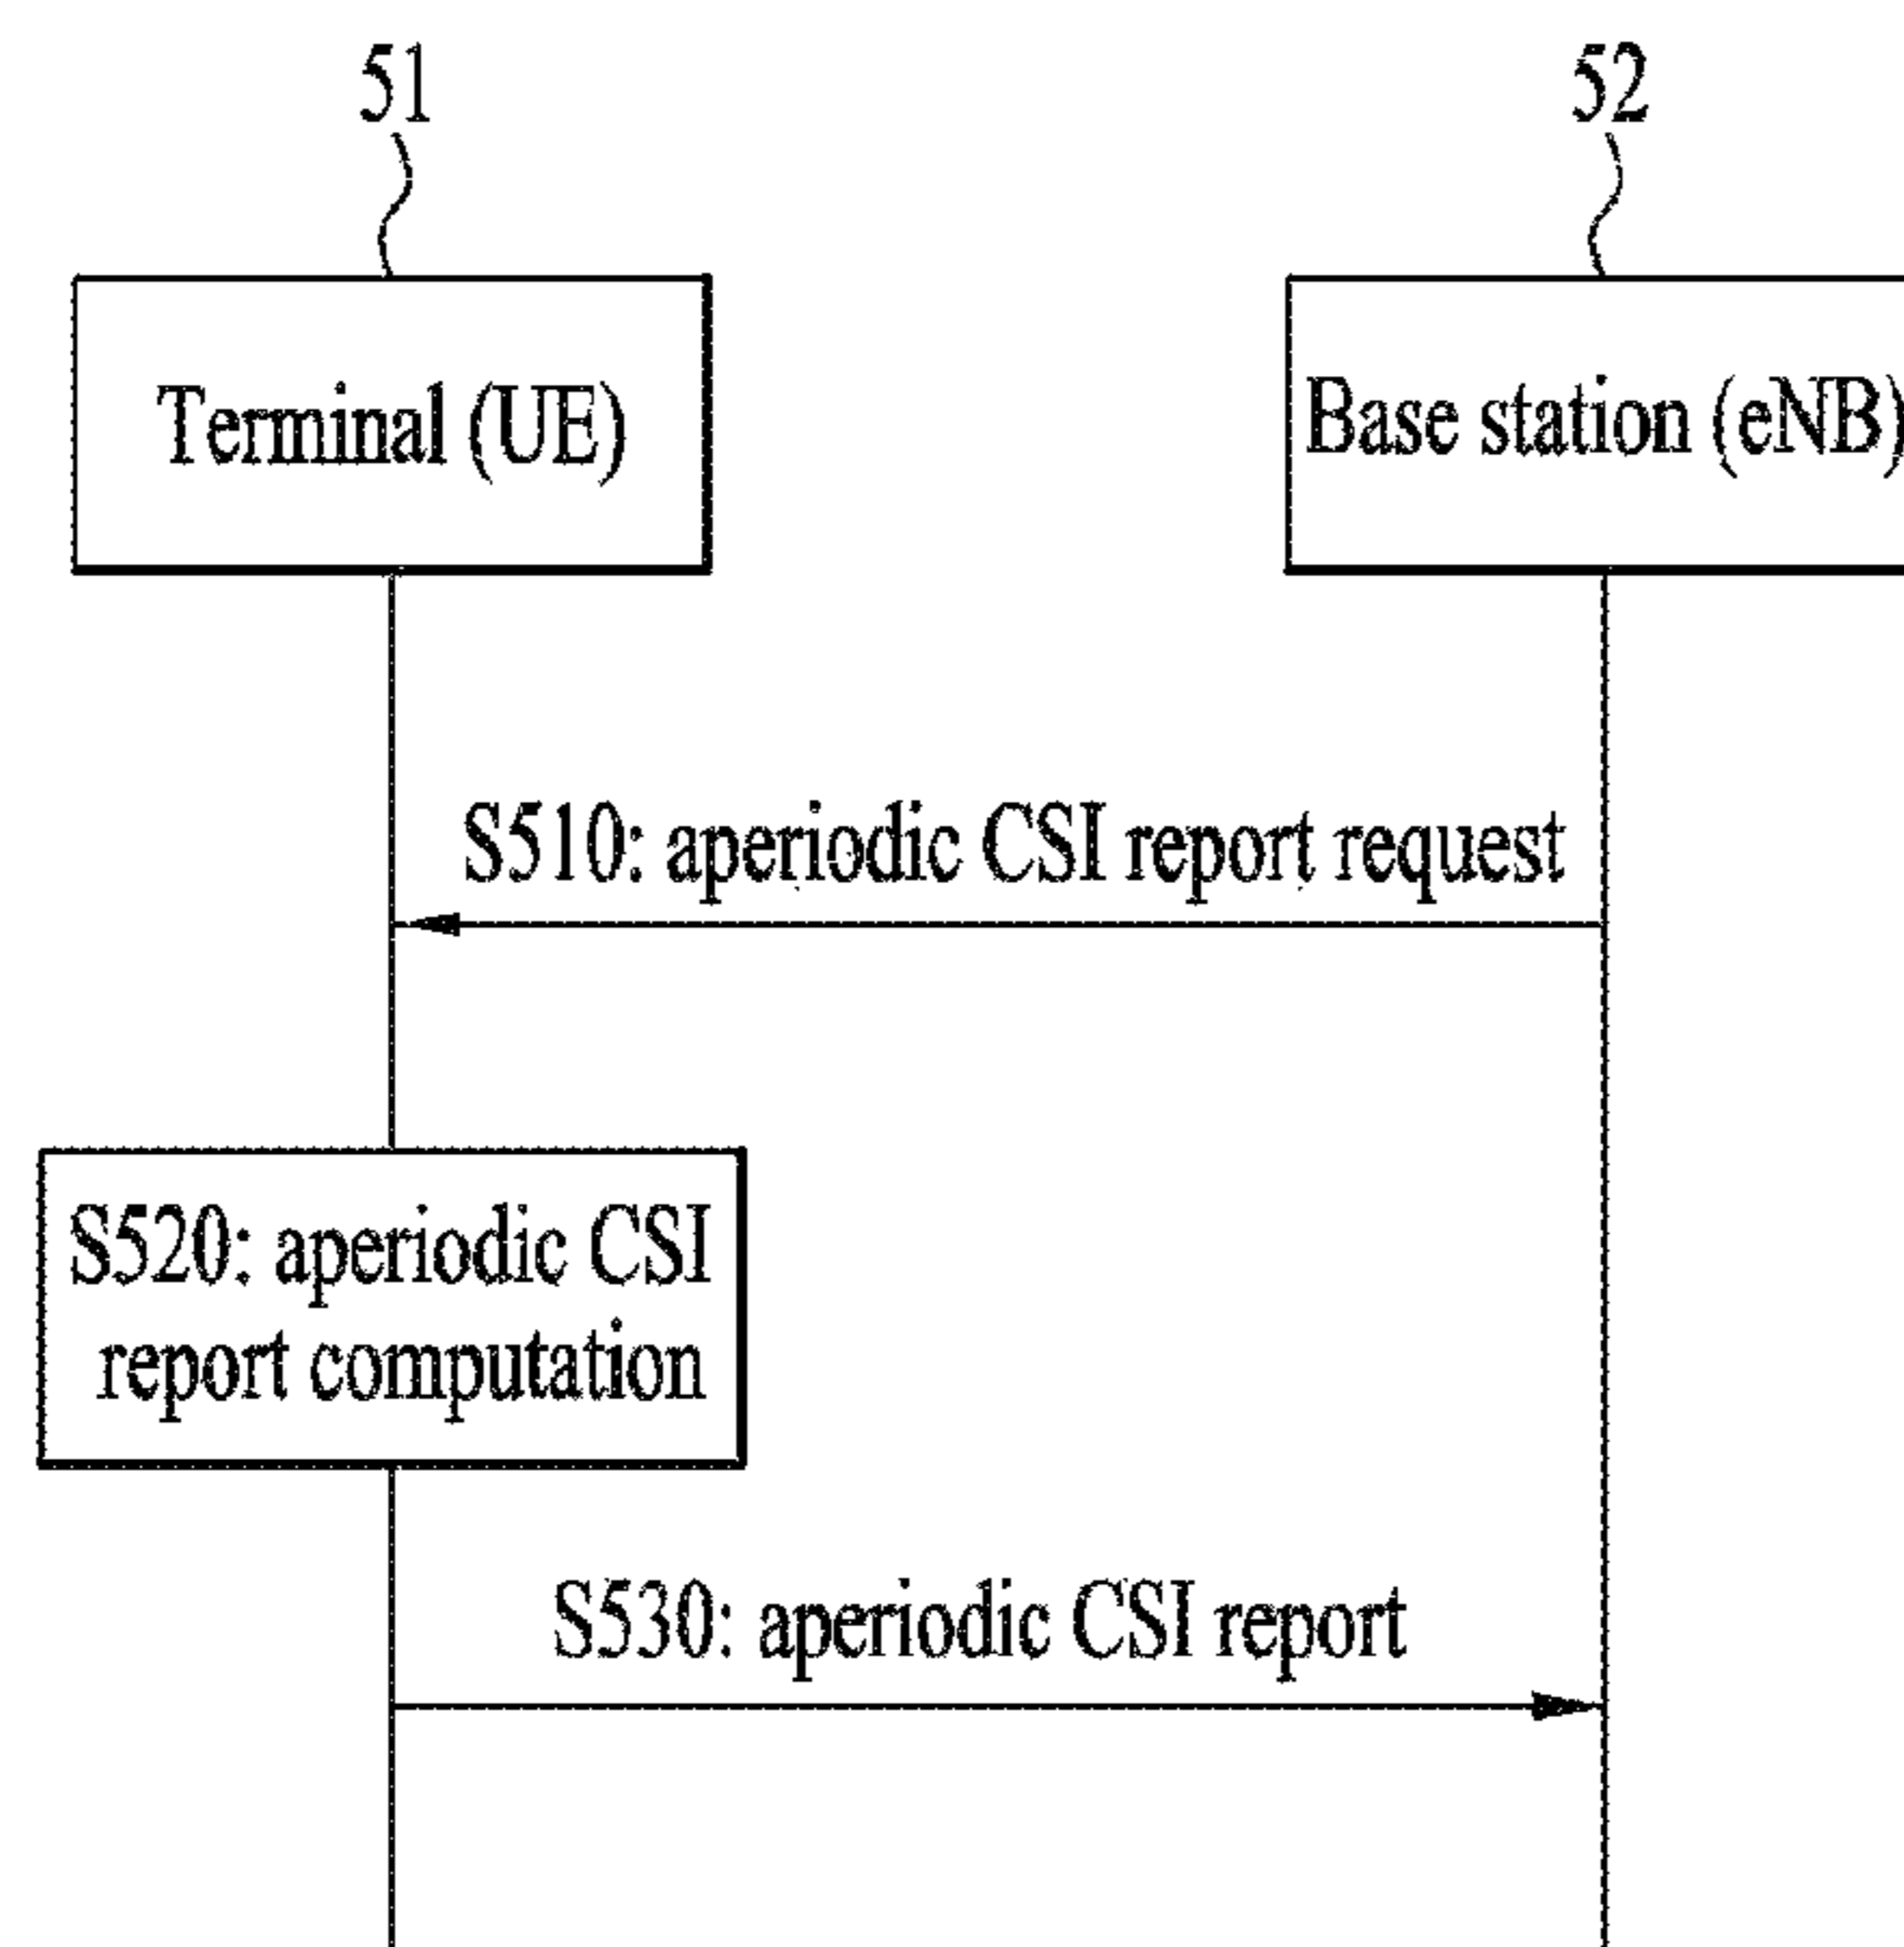 51
52
Terminal (UE)
Base station (eNB)
S510: aperiodic CSI report request
S520: aperiodic CSI
report computation
S530: aperiodic CSI report